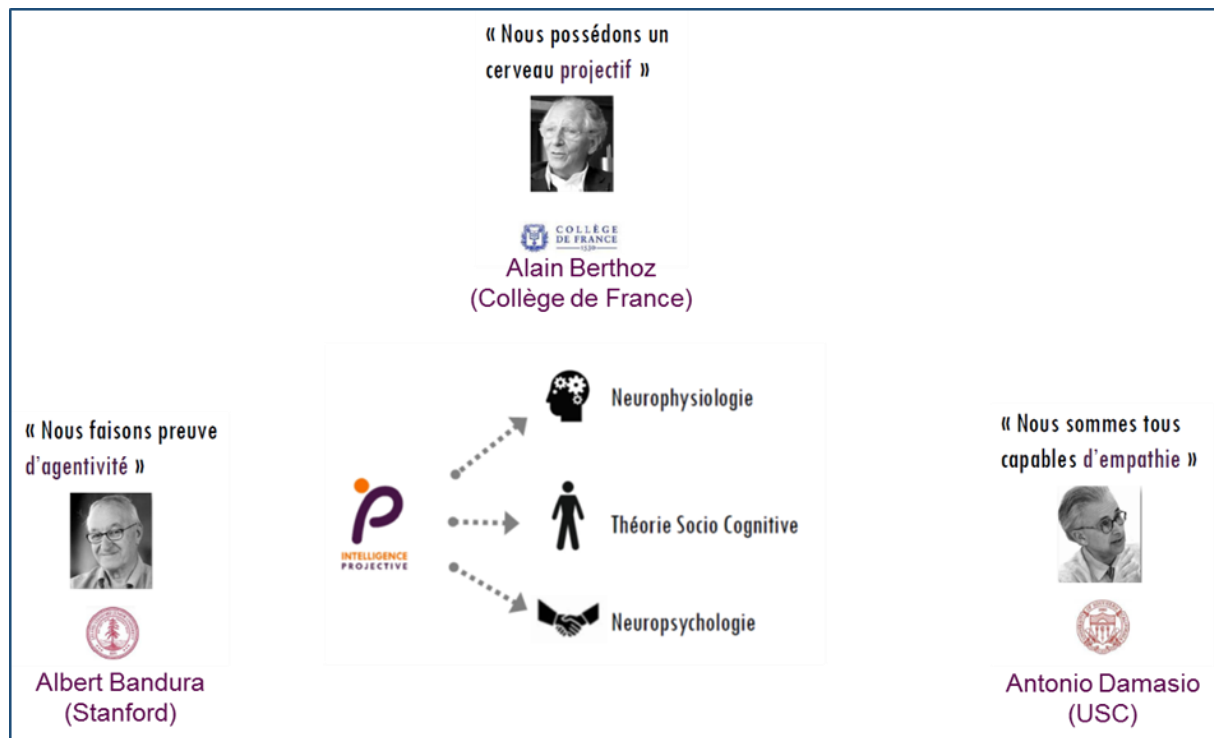 « Nous possédons un
cerveau projectif »
COLLÈGE
DE FRANCE
1530
Alain Berthoz
(Collège de France)
« Nous faisons preuve
d'agentivité »
Albert Bandura
(Stanford)
INTELLIGENCE
PROJECTIVE
Neurophysiologie
Théorie Socio Cognitive
Neuropsychologie
« Nous sommes tous
capables d'empathie »
Antonio Damasio
(USC)